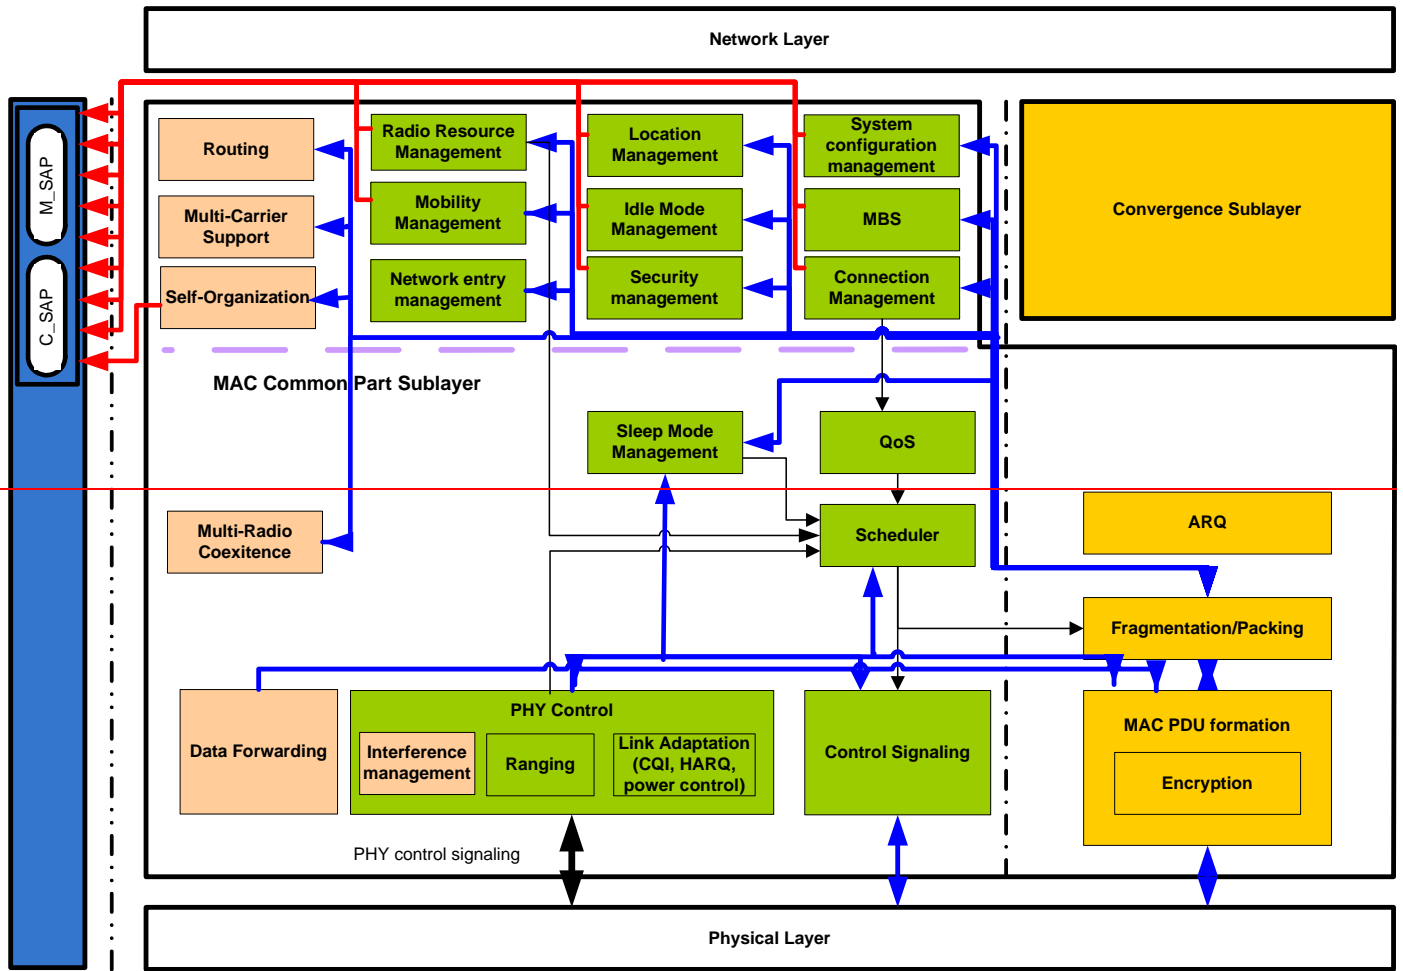 Network Layer
M_SAP
C_SAP
Routing
Radio Resource
Management
Location
Management
System
configuration
management
Convergence Sublayer
Multi-Carrier
Support
Mobility
Management
Idle Mode
Management
MBS
Self-Organization
Network entry
management
Security
management
Connection
Management
MAC Common Part Sublayer
Sleep Mode
Management
QoS
Multi-Radio
Coexitence
Scheduler
ARQ
Fragmentation/Packing
Data Forwarding
PHY Control
Interference
management
Ranging
Link Adaptation
(CQI, HARQ,
power control)
Control Signaling
MAC PDU formation
Encryption
PHY control signaling
Physical Layer